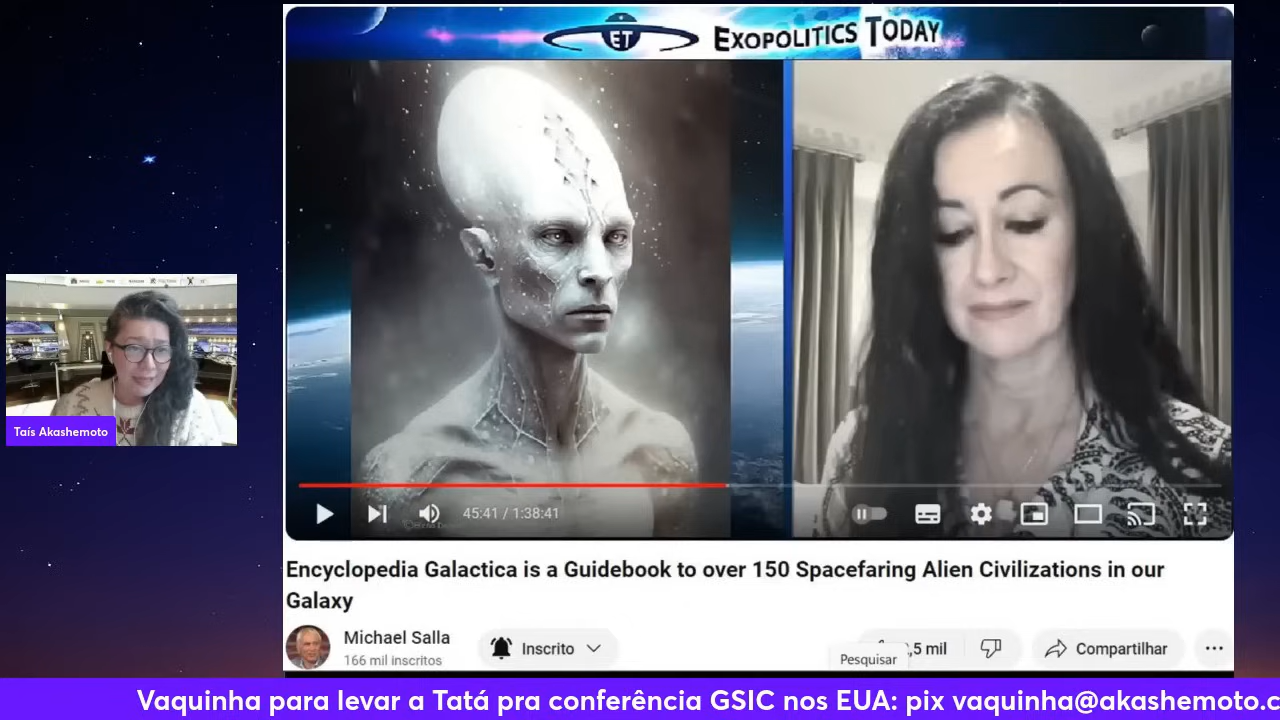 ET
EXOPOLITICS TODAY
Taís Akashemoto
45:41 / 1:38:41
Encyclopedia Galactica is a Guidebook to over 150 Spacefaring Alien Civilizations in our
Galaxy
Michael Salla
166 mil inscritos
Inscrito
,5 mil
Compartilhar
Pesquisar
Vaquinha para levar a Tatá pra conferência GSIC nos EUA: pix vaquinha@akashemoto.c